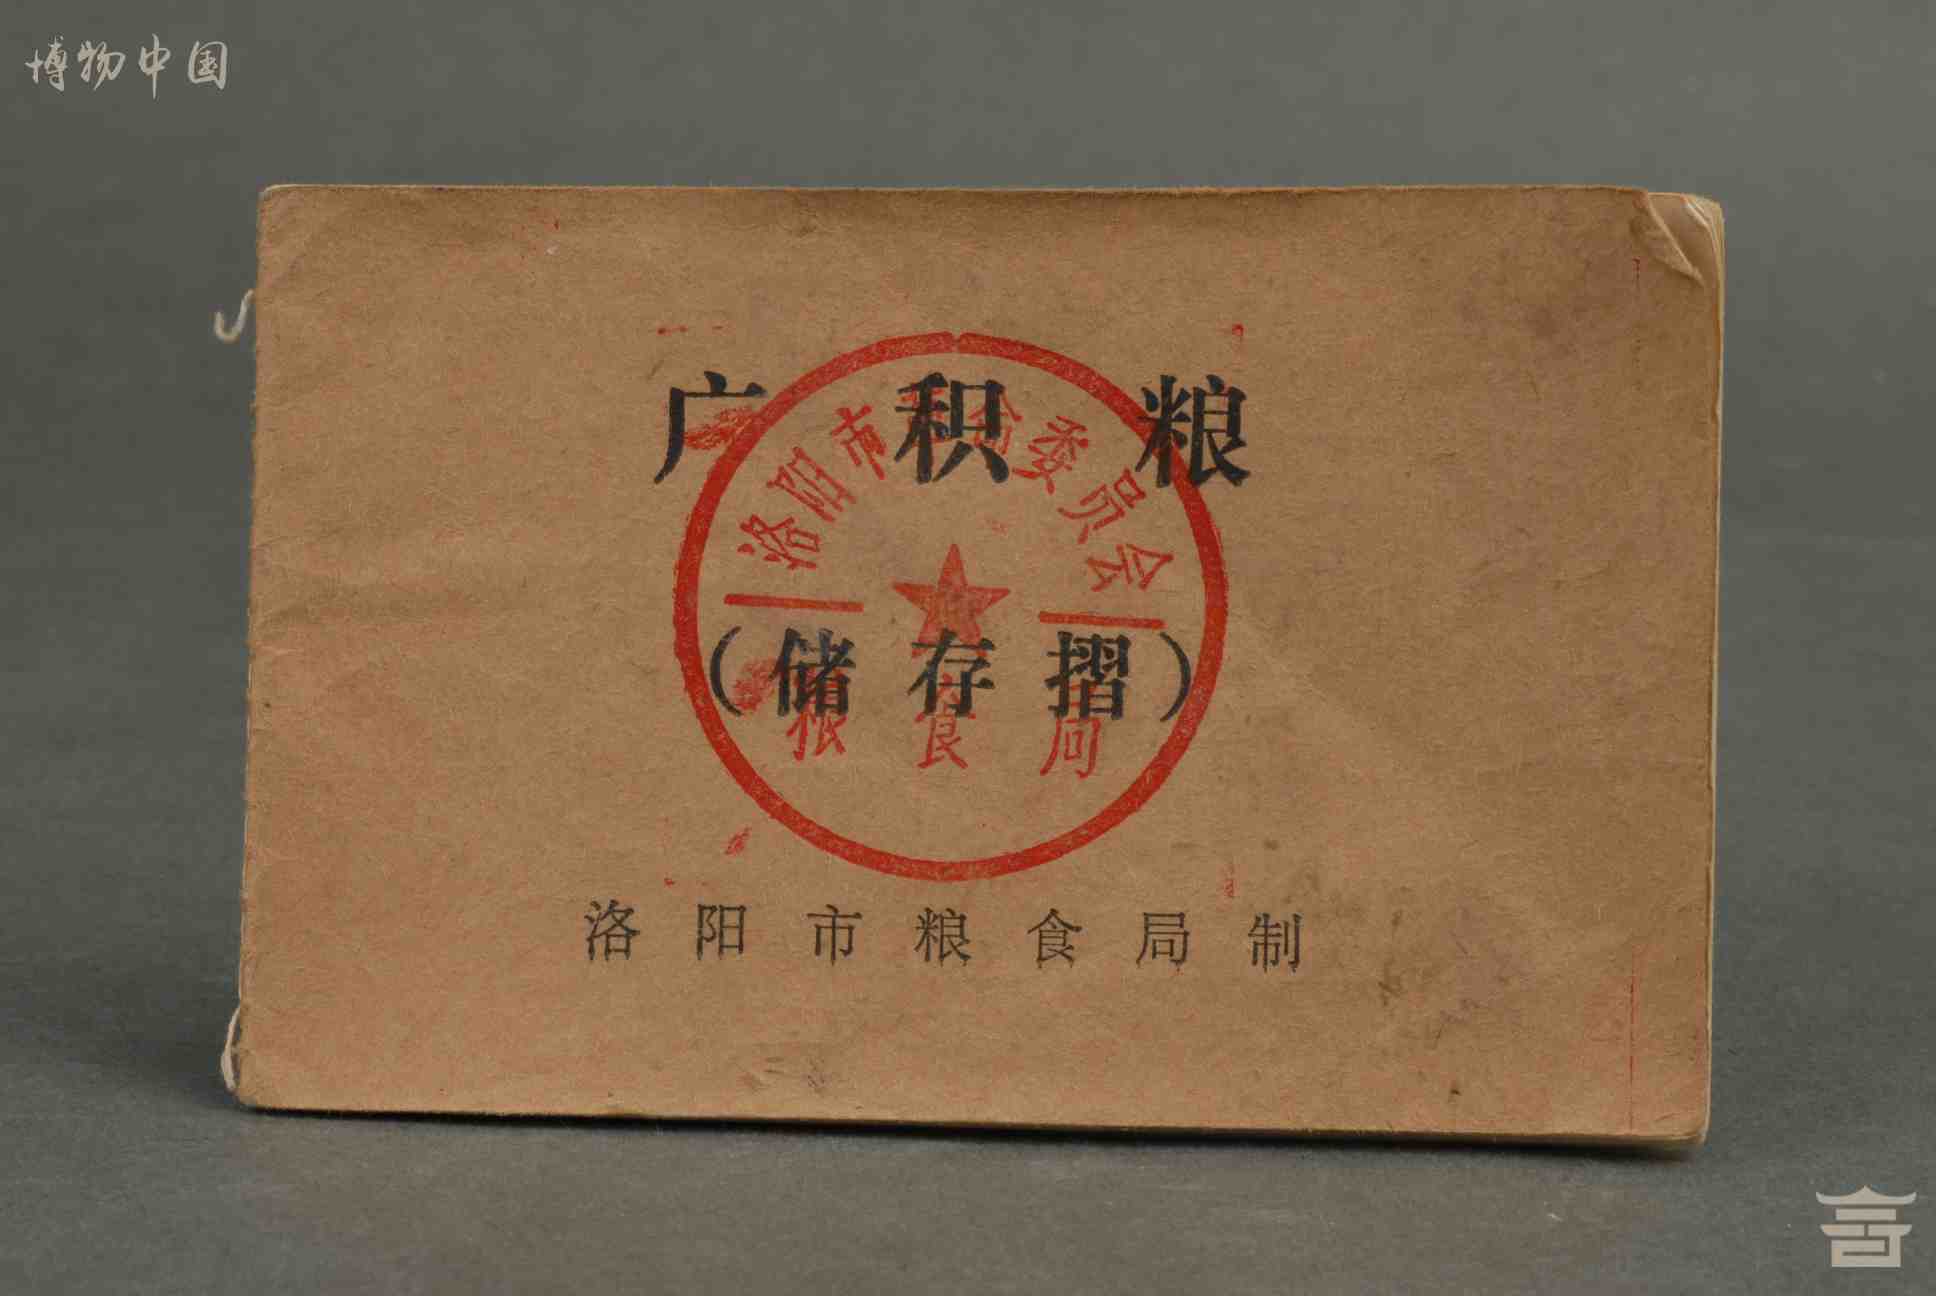 博物中国
广积粮
洛阳市革命委员会
（储存摺）
粮食局
洛阳市粮食局制